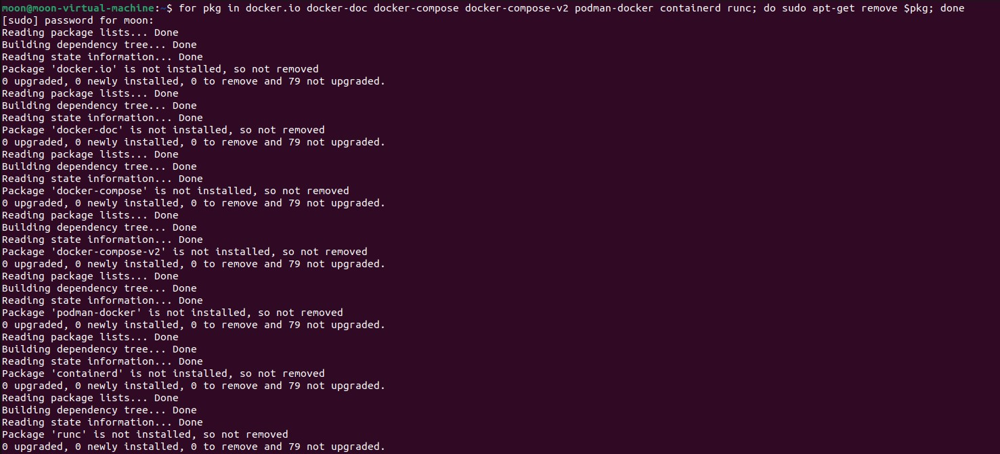 moon@moon-virtual-machine:~$ for pkg in docker.io docker-doc docker-compose docker-compose-v2 podman-docker containerd runc; do sudo apt-get remove $pkg; done
[sudo] password for moon:
Reading package lists... Done
Building dependency tree... Done
Reading state information... Done
Package 'docker.io' is not installed, so not removed
0 upgraded, 0 newly installed, 0 to remove and 79 not upgraded.
Reading package lists... Done
Building dependency tree... Done
Reading state information... Done
Package 'docker-doc' is not installed, so not removed
0 upgraded, 0 newly installed, 0 to remove and 79 not upgraded.
Reading package lists... Done
Building dependency tree... Done
Reading state information... Done
Package 'docker-compose' is not installed, so not removed
0 upgraded, 0 newly installed, 0 to remove and 79 not upgraded.
Reading package lists... Done
Building dependency tree... Done
Reading state information... Done
Package 'docker-compose-v2' is not installed, so not removed
0 upgraded, 0 newly installed, 0 to remove and 79 not upgraded.
Reading package lists... Done
Building dependency tree... Done
Reading state information... Done
Package 'podman-docker' is not installed, so not removed
0 upgraded, 0 newly installed, 0 to remove and 79 not upgraded.
Reading package lists... Done
Building dependency tree... Done
Reading state information... Done
Package 'containerd' is not installed, so not removed
0 upgraded, 0 newly installed, 0 to remove and 79 not upgraded.
Reading package lists... Done
Building dependency tree... Done
Reading state information... Done
Package 'runc' is not installed, so not removed
0 upgraded, 0 newly installed, 0 to remove and 79 not upgraded.